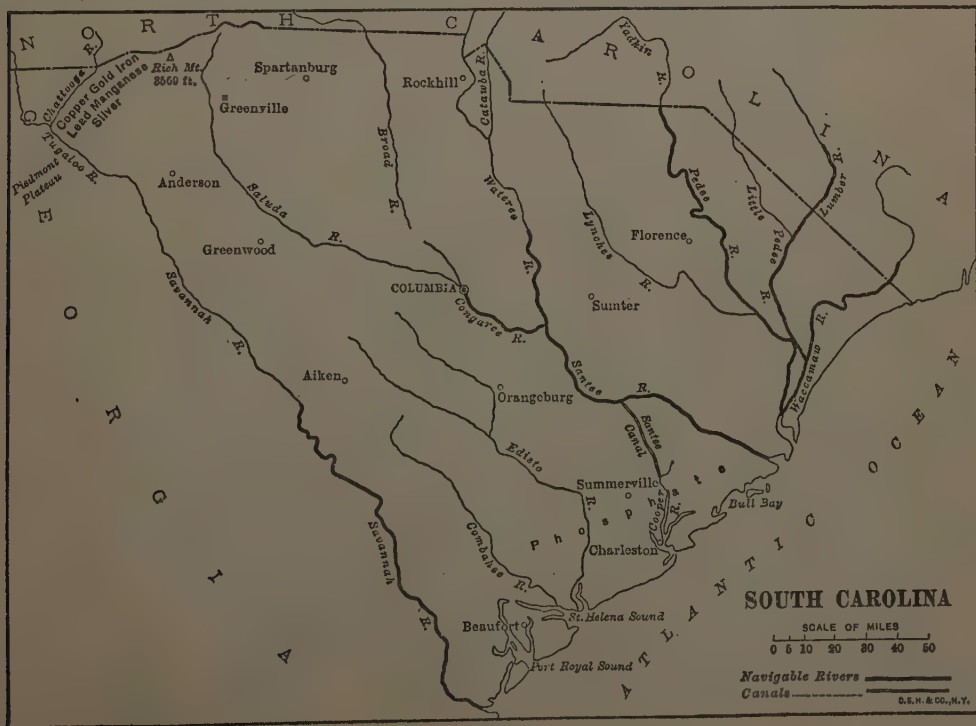 NORTH CAROLINA
Yadkin
R.
Chattooga R.
Rich Mt.
3560 ft.
Copper Gold Iron
Lead Manganese
Silver
Spartanburg
Greenville
Rockhill
Catawba R.
Broad
R.
Tugaloo R.
Piedmont
Plateau
Anderson
Saluda
R.
Greenwood
Wateree
R.
Lynches
R.
Pedee
R.
Little
Pedee
R.
Lumber
R.
Florence
COLUMBIA
Congaree
R.
Sumter
Waccamaw
R.
GEORGIA
Savannah
R.
Aiken
Orangeburg
Santee
R.
Santee
Canal
Edisto
R.
Summerville
Cooper
R.
Phosphate
Bull Bay
Charleston
Combahee
R.
Savannah
R.
Beaufort
St. Helena Sound
Port Royal Sound
ATLANTIC OCEAN
SOUTH CAROLINA
SCALE OF MILES
0 5 10 20 30 40 50
Navigable Rivers
Canals
C.S.H. & CO., N.Y.